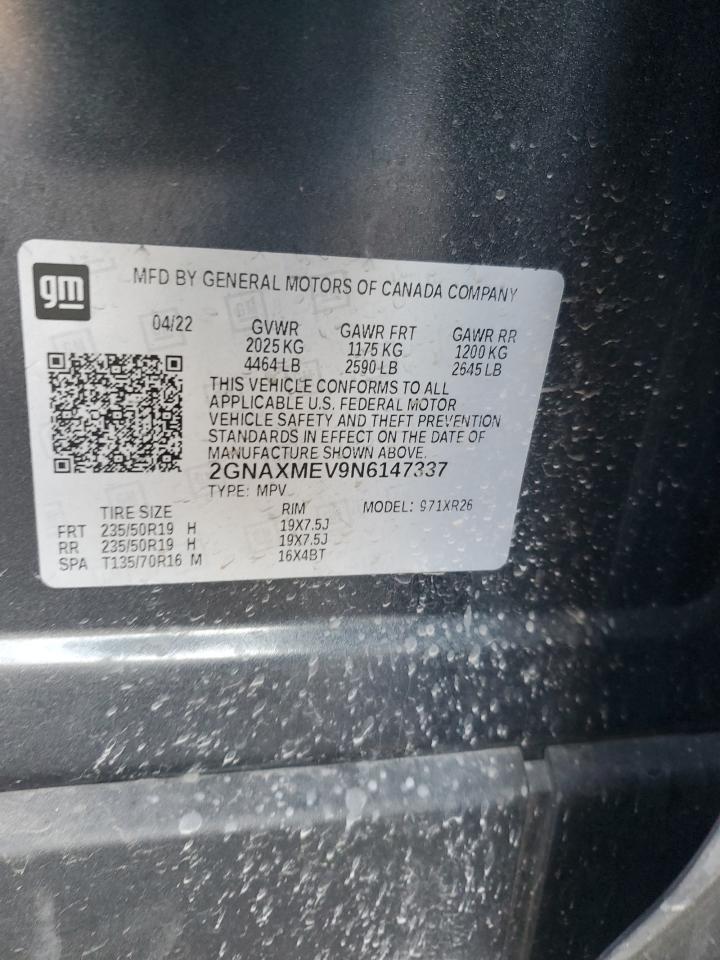 gm
MFD BY GENERAL MOTORS OF CANADA COMPANY
04/22 GVWR GAWR FRT GAWR RR
2025 KG 1175 KG 1200 KG
4464 LB 2590 LB 2645 LB
THIS VEHICLE CONFORMS TO ALL
APPLICABLE U.S. FEDERAL MOTOR
VEHICLE SAFETY AND THEFT PREVENTION
STANDARDS IN EFFECT ON THE DATE OF
MANUFACTURE SHOWN ABOVE.
2GNAXMEV9N6147337
TYPE: MPV MODEL: 971XR26
TIRE SIZE RIM
FRT 235/50R19 H 19X7.5J
RR 235/50R19 H 19X7.5J
SPA T135/70R16 M 16X4BT